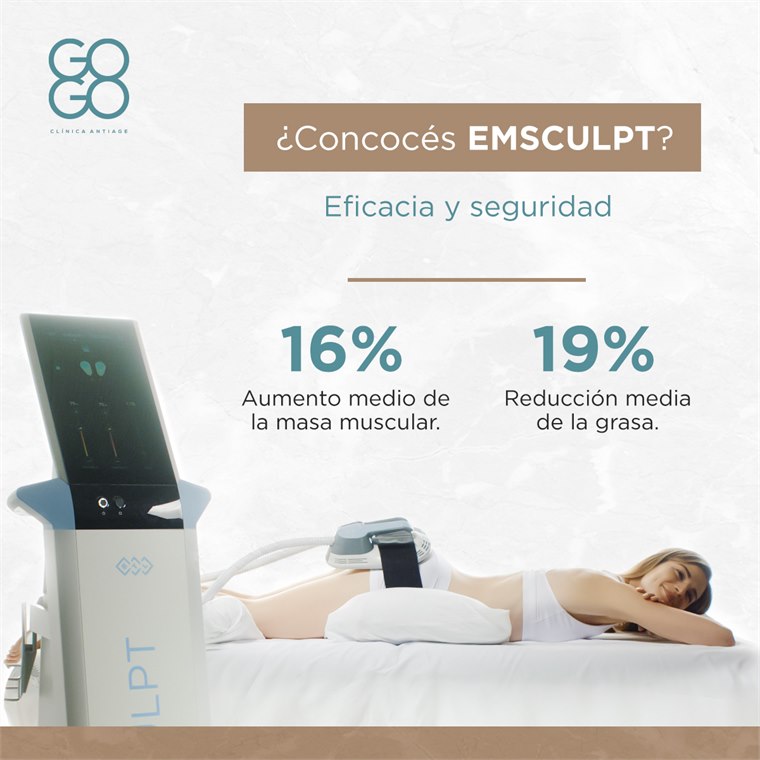 GO
GO
CLÍNICA ANTIAGE
¿Concocés EMSCULPT?
Eficacia y seguridad
16%
Aumento medio de
la masa muscular.
19%
Reducción media
de la grasa.
ULPT